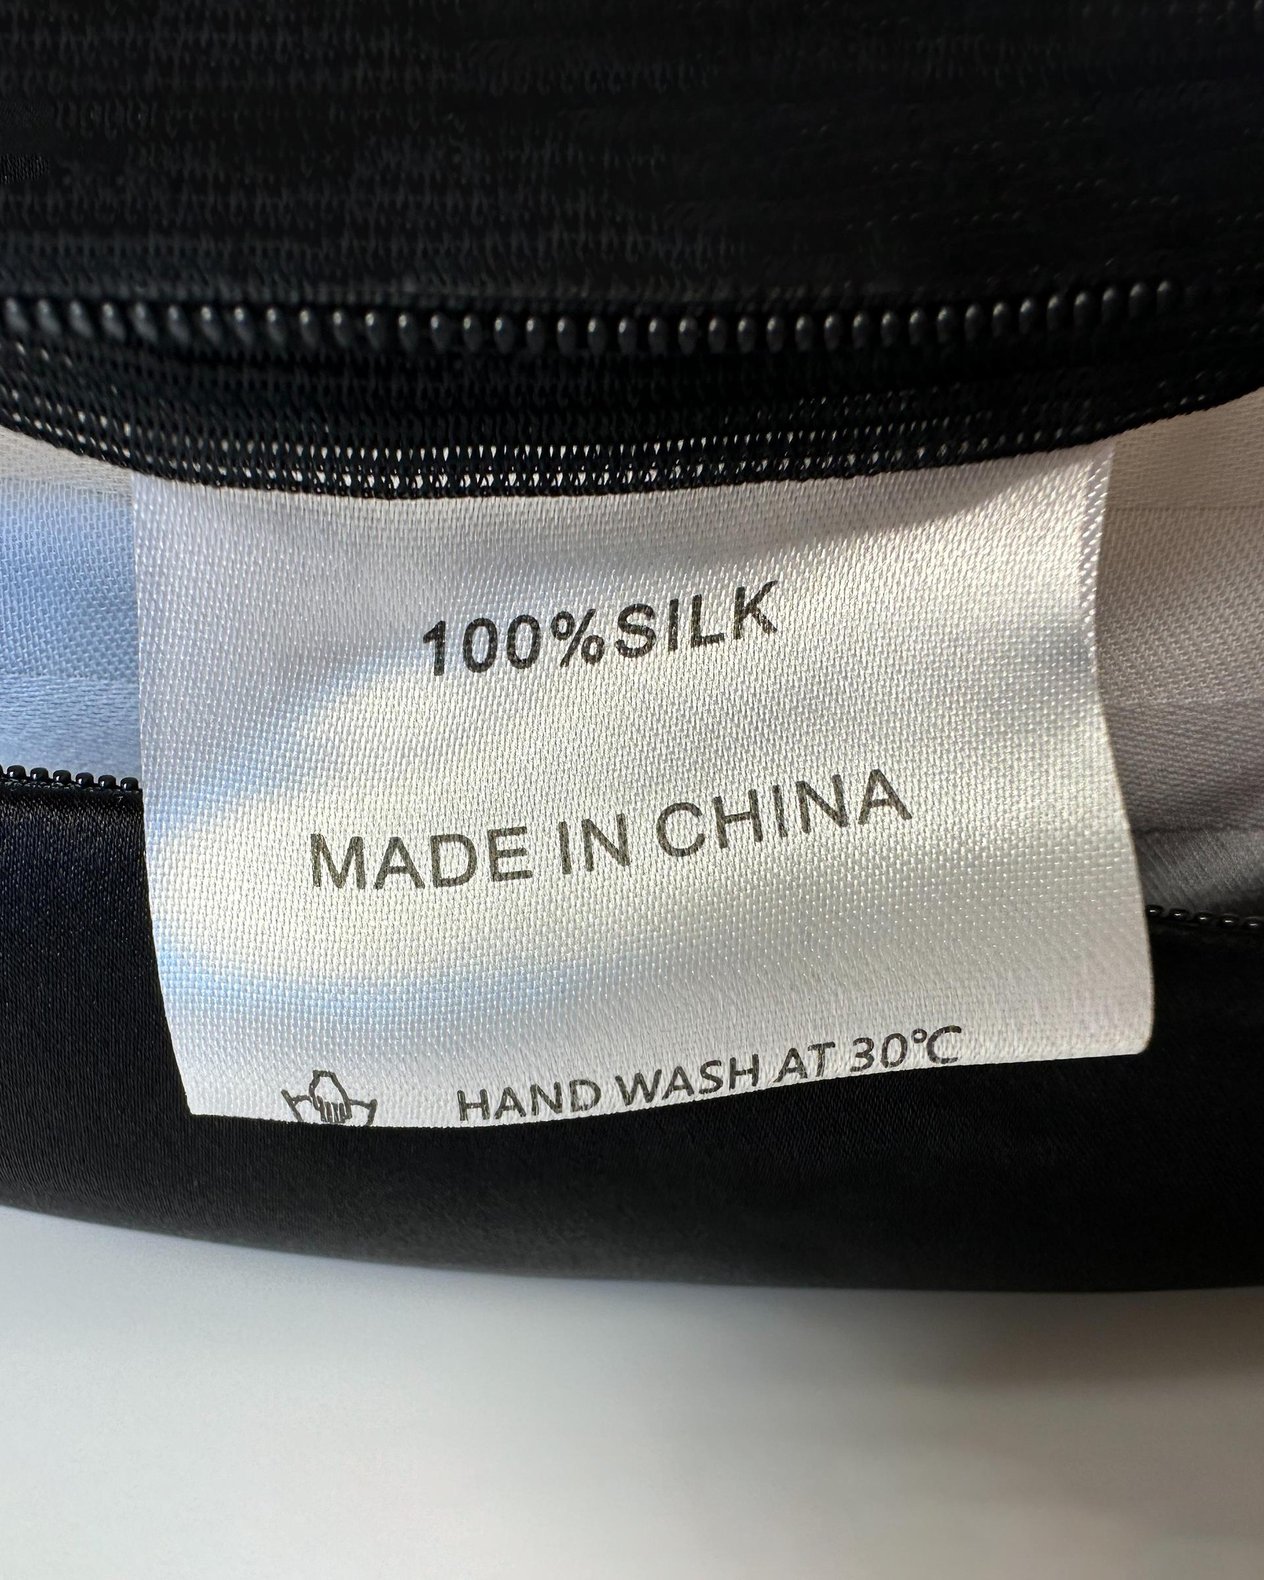 100%SILK
MADE IN CHINA
HAND WASH AT 30℃